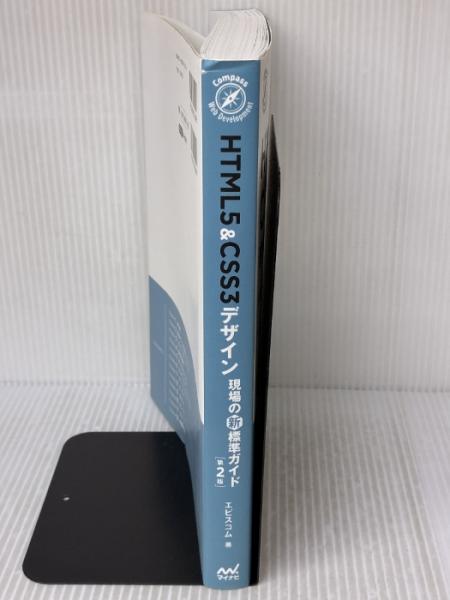 Compass
Web Development
HTML5&CSS3デザイン
現場の新標準ガイド
[第2版]
エビスコム 著
マイナビ